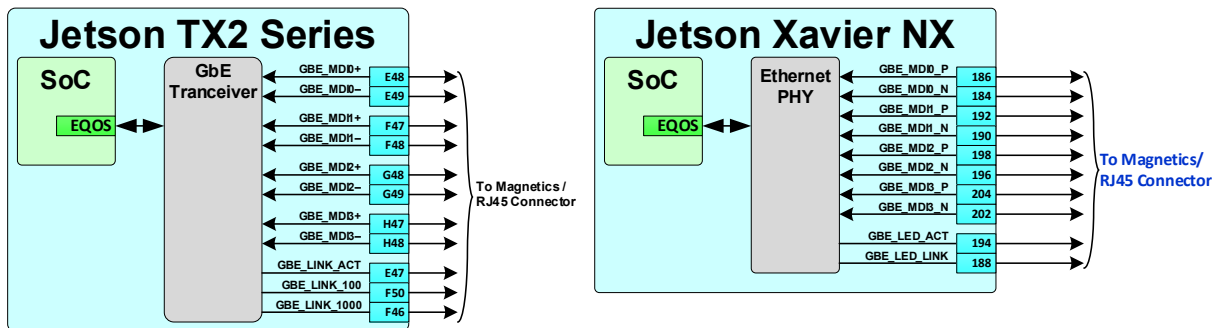 Jetson TX2 Series
SoC
EQOS
GbE
Tranceiver
GBE_MDI0+ E48
GBE_MDI0– E49
GBE_MDI1+ F47
GBE_MDI1– F48
GBE_MDI2+ G48
GBE_MDI2– G49
GBE_MDI3+ H47
GBE_MDI3– H48
GBE_LINK_ACT E47
GBE_LINK_100 F50
GBE_LINK_1000 F46
To Magnetics /
RJ45 Connector
Jetson Xavier NX
SoC
EQOS
Ethernet
PHY
GBE_MDI0_P 186
GBE_MDI0_N 184
GBE_MDI1_P 192
GBE_MDI1_N 190
GBE_MDI2_P 198
GBE_MDI2_N 196
GBE_MDI3_P 204
GBE_MDI3_N 202
GBE_LED_ACT 194
GBE_LED_LINK 188
To Magnetics/
RJ45 Connector